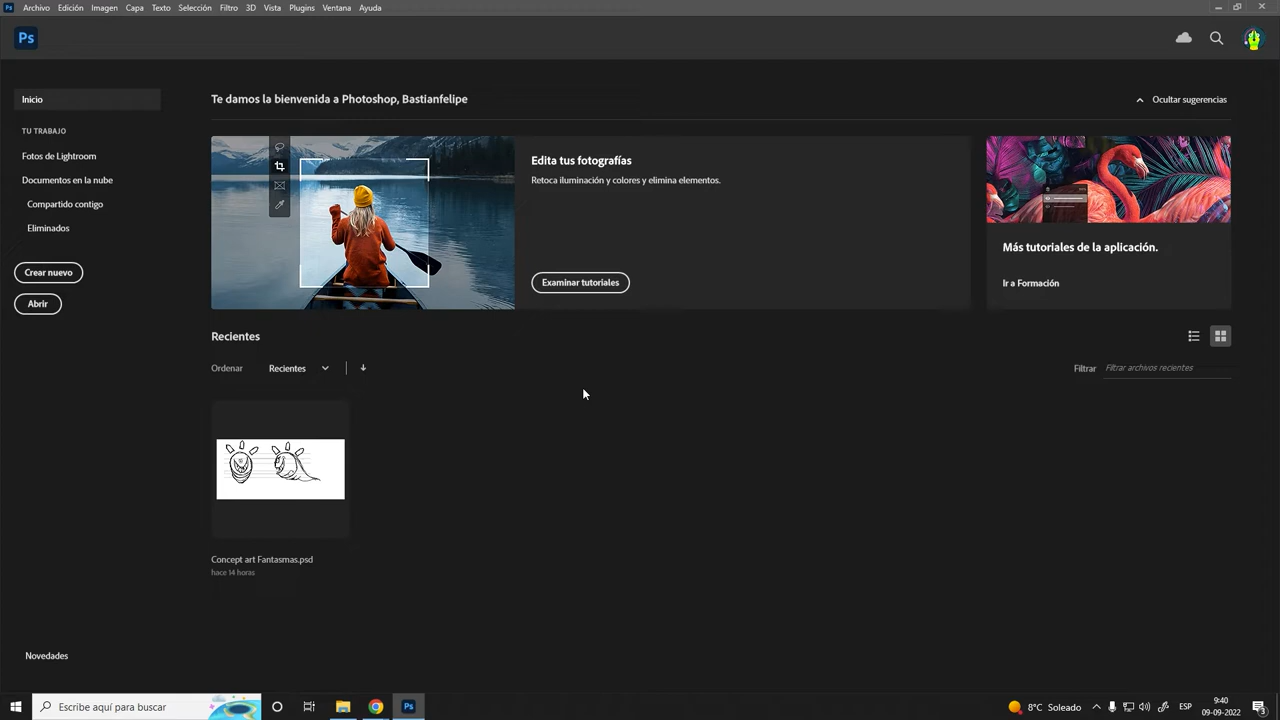 Ps Archivo Edición Imagen Capa Texto Selección Filtro 3D Vista Plugins Ventana Ayuda
Ps
Inicio
TU TRABAJO
Fotos de Lightroom
Documentos en la nube
Compartido contigo
Eliminados
Crear nuevo
Abrir
Te damos la bienvenida a Photoshop, Bastianfelipe
Ocultar sugerencias
Edita tus fotografías
Retoca iluminación y colores y elimina elementos.
Examinar tutoriales
Más tutoriales de la aplicación.
Ir a Formación
Recientes
Ordenar Recientes
Filtrar Filtrar archivos recientes
Concept art Fantasmas.psd
hace 14 horas
Novedades
Escribe aquí para buscar
Ps
8°C Soleado
ESP
9:40
09-09-2022
3